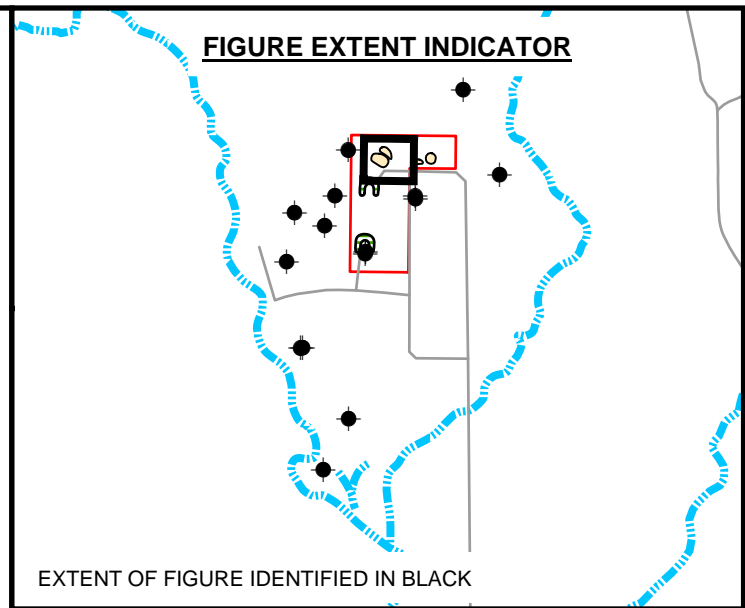 FIGURE EXTENT INDICATOR
EXTENT OF FIGURE IDENTIFIED IN BLACK